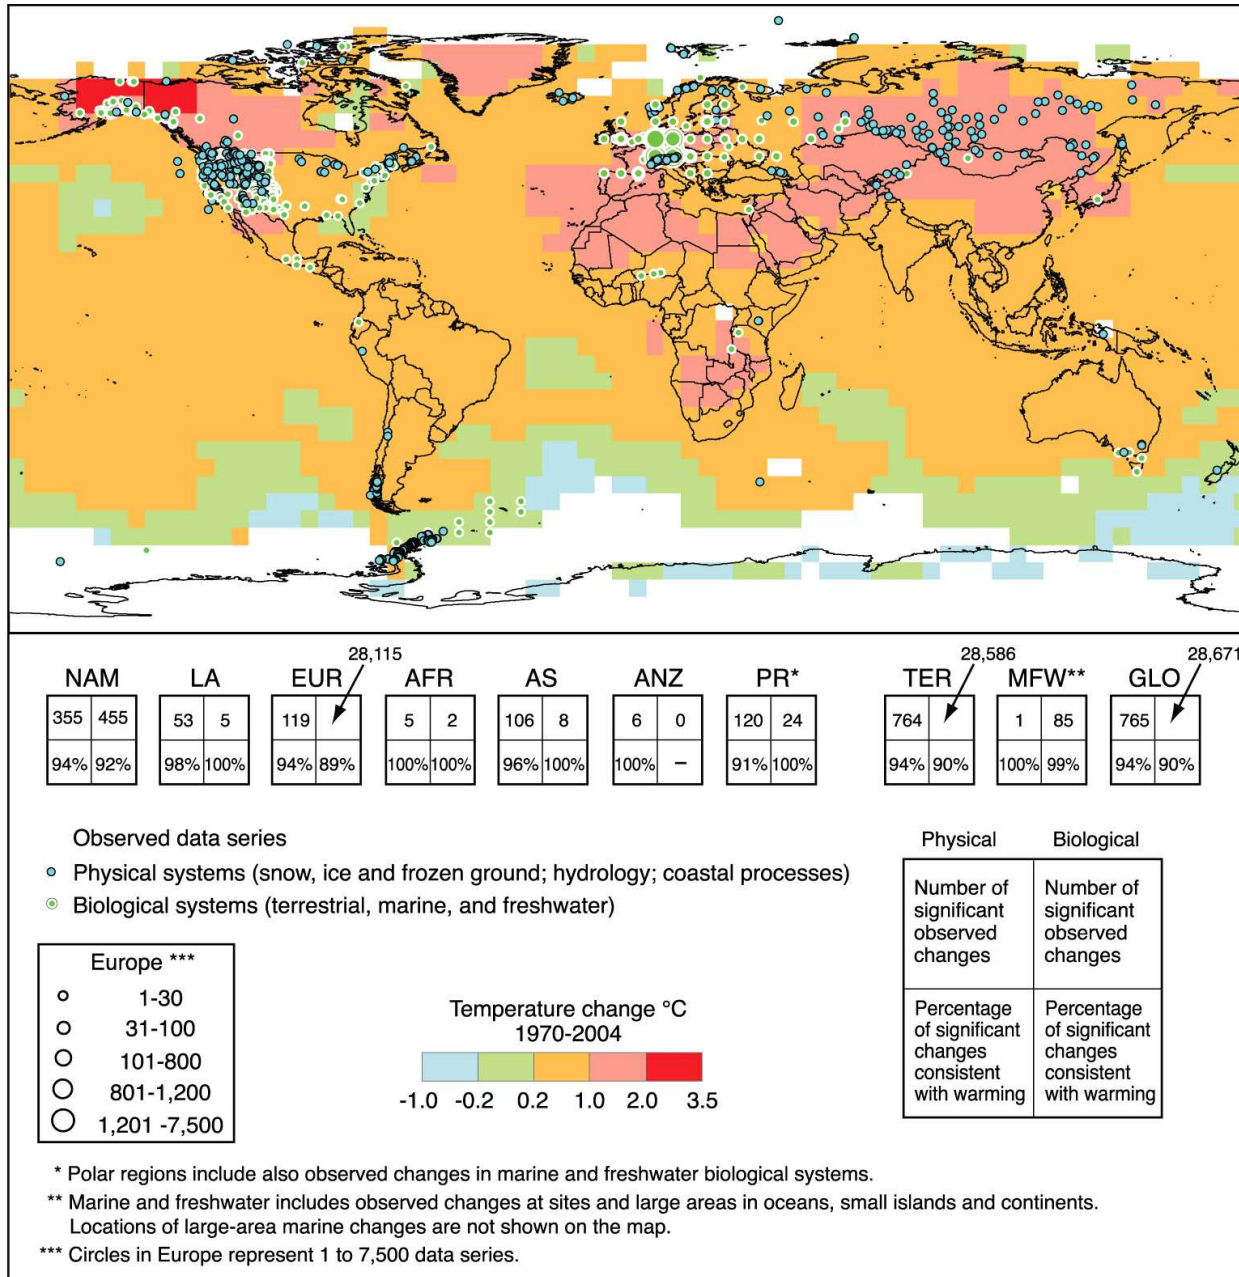 28,115
28,586
28,671
NAM LA EUR AFR AS ANZ PR* TER MFW** GLO
355 455 53 5 119 5 2 106 8 6 0 120 24 764 1 85 765
94% 92% 98% 100% 94% 89% 100% 100% 96% 100% 100% – 91% 100% 94% 90% 100% 99% 94% 90%
Observed data series
Physical systems (snow, ice and frozen ground; hydrology; coastal processes)
Biological systems (terrestrial, marine, and freshwater)
Physical Biological
Number of
significant
observed
changes
Number of
significant
observed
changes
Percentage
of significant
changes
consistent
with warming
Percentage
of significant
changes
consistent
with warming
Europe ***
1-30
31-100
101-800
801-1,200
1,201 -7,500
Temperature change °C
1970-2004
-1.0 -0.2 0.2 1.0 2.0 3.5
* Polar regions include also observed changes in marine and freshwater biological systems.
** Marine and freshwater includes observed changes at sites and large areas in oceans, small islands and continents.
Locations of large-area marine changes are not shown on the map.
*** Circles in Europe represent 1 to 7,500 data series.